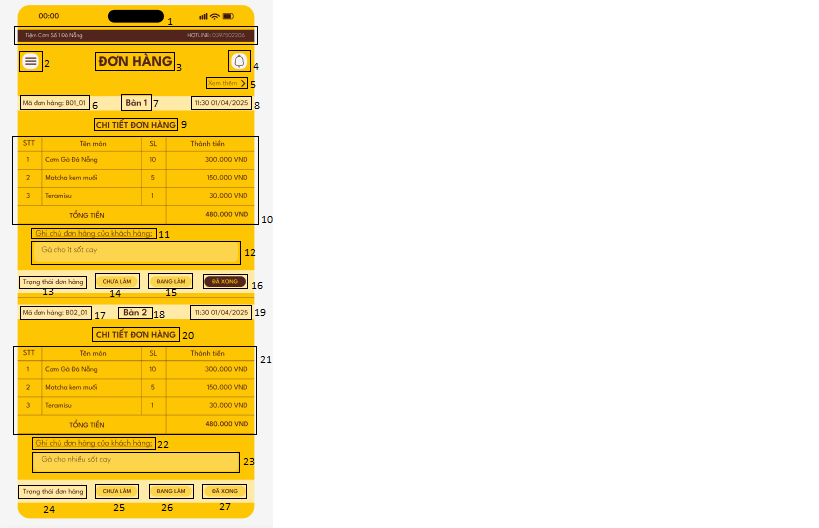 00:00
1
Tiệm Cơm Số 1 Đà Nẵng HOTLINE: 0397502206
2 ĐƠN HÀNG 3 4
Xem thêm 5
Mã đơn hàng: B01_01 6 Bàn 1 7 11:30 01/04/2025 8
CHI TIẾT ĐƠN HÀNG 9
STT Tên món SL Thành tiền
1 Cơm Gà Đà Nẵng 10 300.000 VND
2 Matcha kem muối 5 150.000 VND
3 Teramisu 1 30.000 VND
TỔNG TIỀN 480.000 VND
10
Ghi chú đơn hàng của khách hàng: 11
Gà cho ít sốt cay 12
Trạng thái đơn hàng CHƯA LÀM ĐANG LÀM ĐÃ XONG 16
13 14 15
Mã đơn hàng: B02_01 17 Bàn 2 18 11:30 01/04/2025 19
CHI TIẾT ĐƠN HÀNG 20
STT Tên món SL Thành tiền
21
1 Cơm Gà Đà Nẵng 10 300.000 VND
2 Matcha kem muối 5 150.000 VND
3 Teramisu 1 30.000 VND
TỔNG TIỀN 480.000 VND
Ghi chú đơn hàng của khách hàng: 22
Gà cho nhiều sốt cay 23
Trạng thái đơn hàng CHƯA LÀM ĐANG LÀM ĐÃ XONG
24 25 26 27